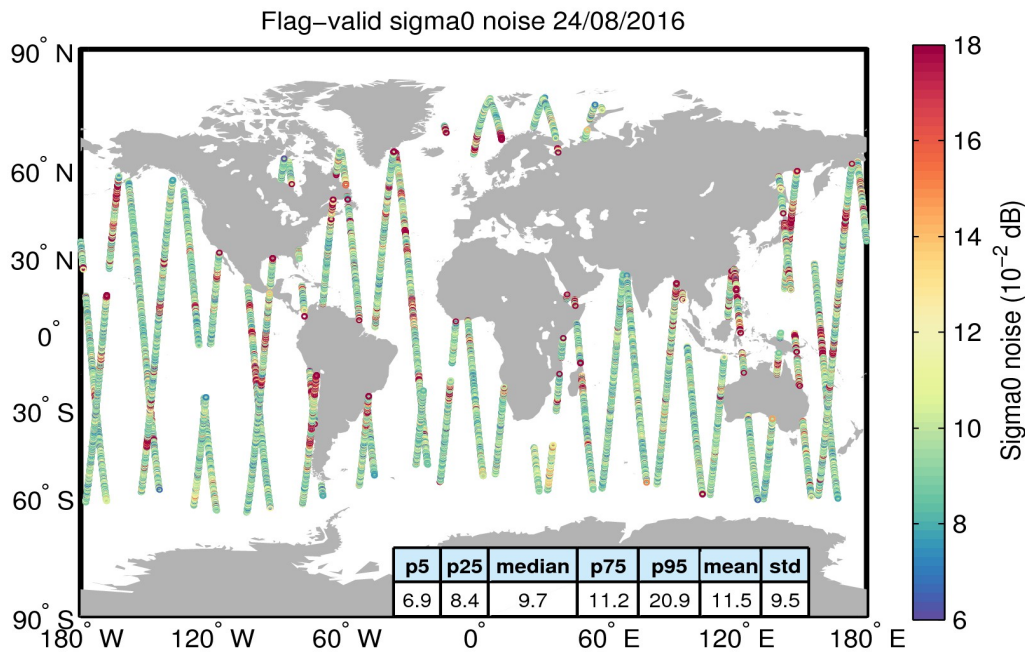 Flag−valid sigma0 noise 24/08/2016
90° N
60° N
30° N
0°
30° S
60° S
90° S
180° W
120° W
60° W
0°
60° E
120° E
180° E
p5 p25 median p75 p95 mean std
6.9 8.4 9.7 11.2 20.9 11.5 9.5
18
16
14
12
10
8
6
Sigma0 noise (10⁻² dB)